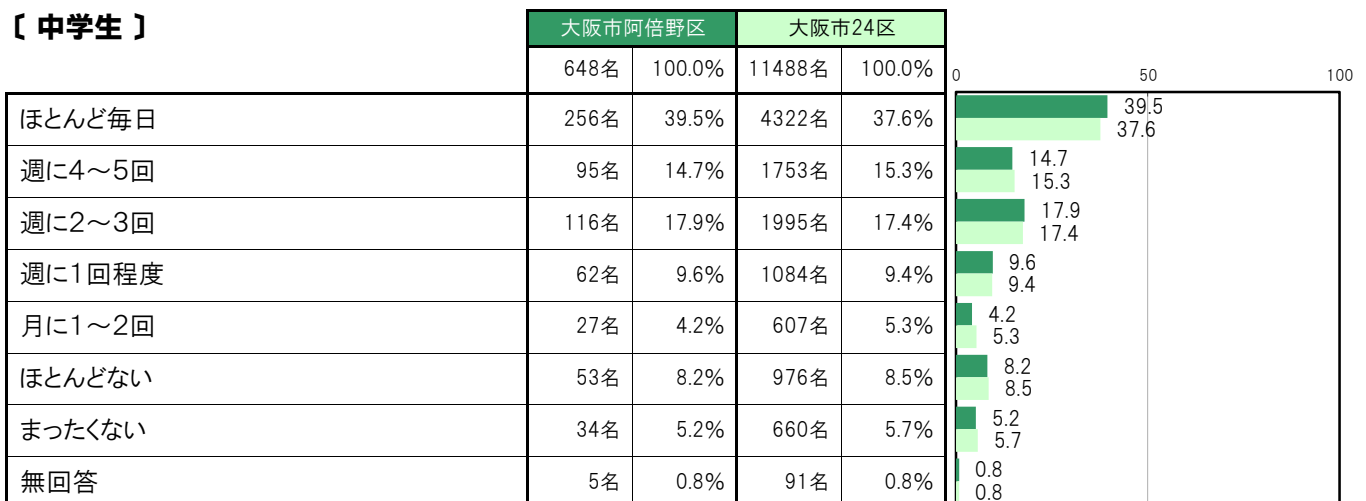 〔 中学生 〕
大阪市阿倍野区 大阪市24区
648名 100.0% 11488名 100.0%
0 50 100
ほとんど毎日 256名 39.5% 4322名 37.6% 39.5
37.6
週に4～5回 95名 14.7% 1753名 15.3% 14.7
15.3
週に2～3回 116名 17.9% 1995名 17.4% 17.9
17.4
週に1回程度 62名 9.6% 1084名 9.4% 9.6
9.4
月に1～2回 27名 4.2% 607名 5.3% 4.2
5.3
ほとんどない 53名 8.2% 976名 8.5% 8.2
8.5
まったくない 34名 5.2% 660名 5.7% 5.2
5.7
無回答 5名 0.8% 91名 0.8% 0.8
0.8